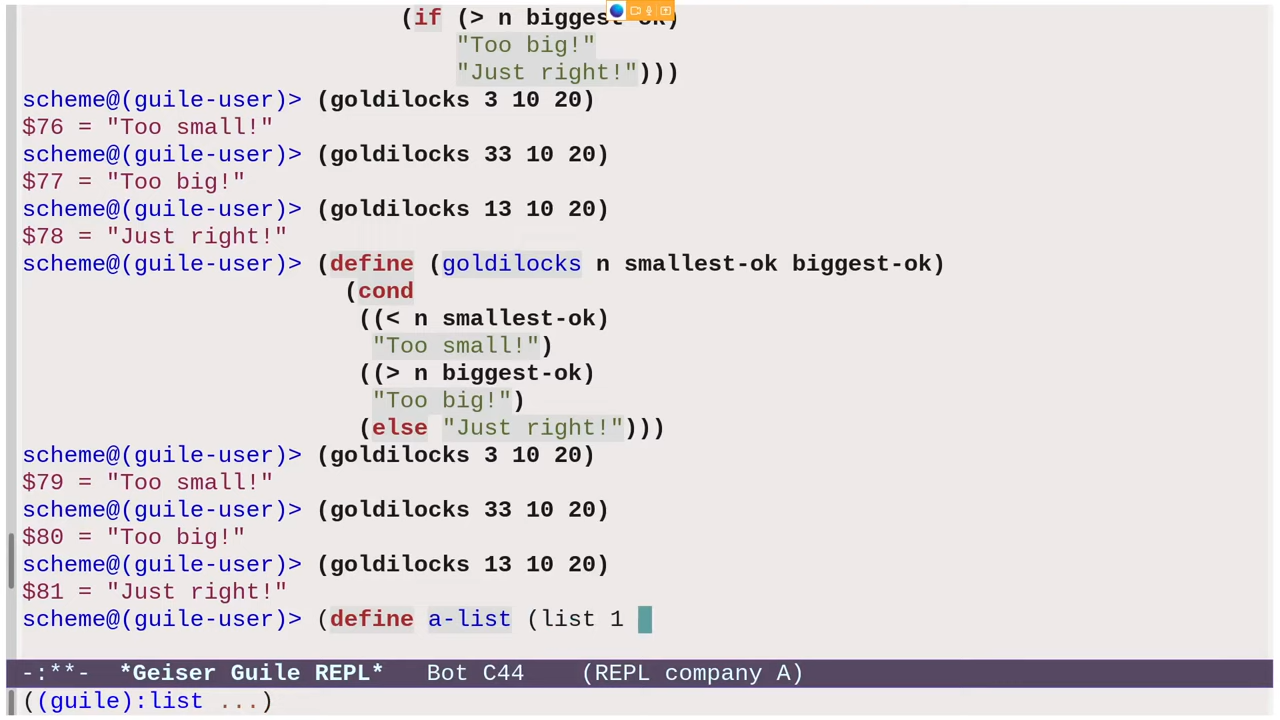 (if (> n biggest-ok)
"Too big!"
"Just right!")))
scheme@(guile-user)> (goldilocks 3 10 20)
$76 = "Too small!"
scheme@(guile-user)> (goldilocks 33 10 20)
$77 = "Too big!"
scheme@(guile-user)> (goldilocks 13 10 20)
$78 = "Just right!"
scheme@(guile-user)> (define (goldilocks n smallest-ok biggest-ok)
(cond
((< n smallest-ok)
"Too small!")
((> n biggest-ok)
"Too big!")
(else "Just right!")))
scheme@(guile-user)> (goldilocks 3 10 20)
$79 = "Too small!"
scheme@(guile-user)> (goldilocks 33 10 20)
$80 = "Too big!"
scheme@(guile-user)> (goldilocks 13 10 20)
$81 = "Just right!"
scheme@(guile-user)> (define a-list (list 1
-:**- *Geiser Guile REPL* Bot C44 (REPL company A)
((guile):list ...)